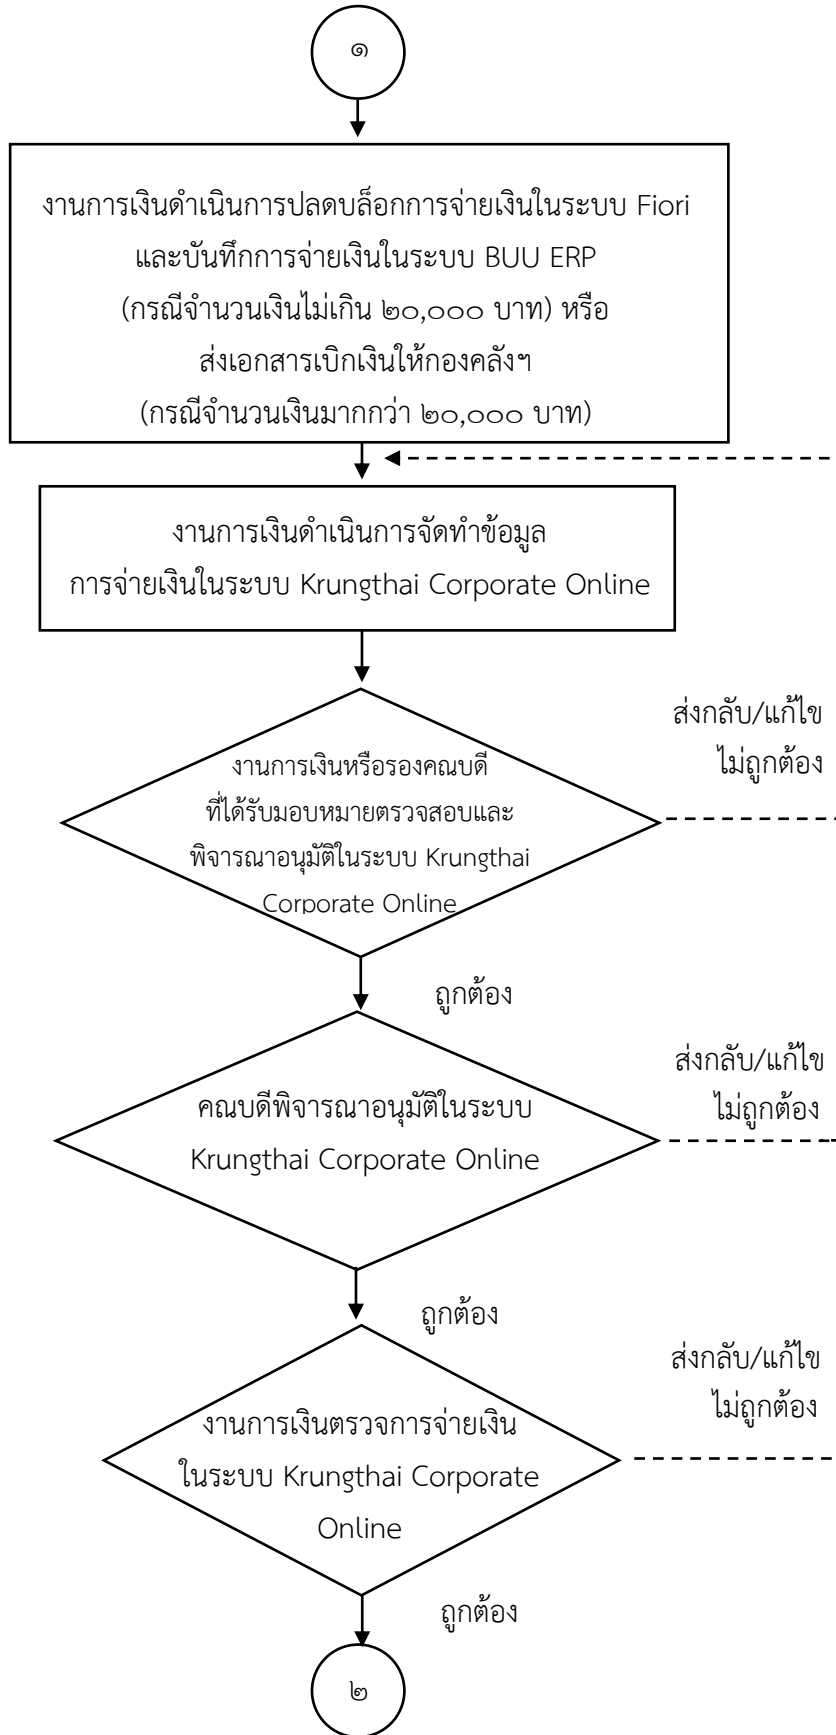 ๑
งานการเงินดำเนินการปลดบล็อกการจ่ายเงินในระบบ Fiori
และบันทึกการจ่ายเงินในระบบ BUU ERP
(กรณีจำนวนเงินไม่เกิน ๒๐,๐๐๐ บาท) หรือ
ส่งเอกสารเบิกเงินให้กองคลังฯ
(กรณีจำนวนเงินมากกว่า ๒๐,๐๐๐ บาท)
งานการเงินดำเนินการจัดทำข้อมูล
การจ่ายเงินในระบบ Krungthai Corporate Online
ส่งกลับ/แก้ไข
ไม่ถูกต้อง
งานการเงินหรือรองคณบดี
ที่ได้รับมอบหมายตรวจสอบและ
พิจารณาอนุมัติในระบบ Krungthai
Corporate Online
ถูกต้อง
ส่งกลับ/แก้ไข
ไม่ถูกต้อง
คณบดีพิจารณาอนุมัติในระบบ
Krungthai Corporate Online
ถูกต้อง
ส่งกลับ/แก้ไข
ไม่ถูกต้อง
งานการเงินตรวจการจ่ายเงิน
ในระบบ Krungthai Corporate
Online
ถูกต้อง
๒